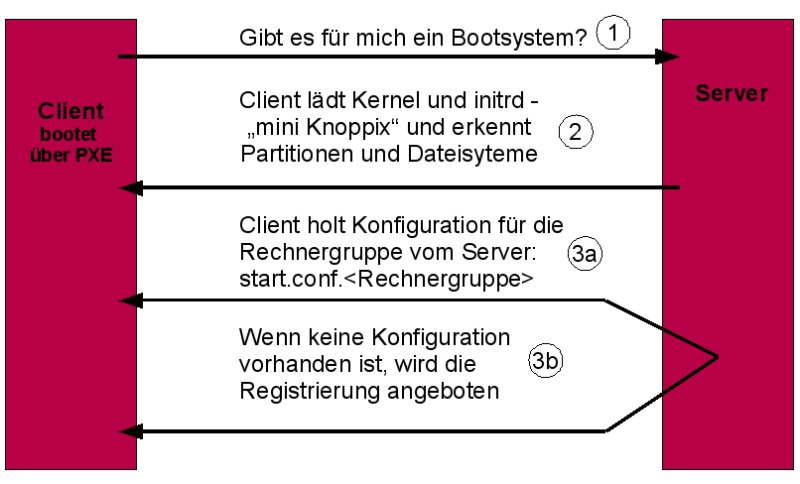 Gibt es für mich ein Bootsystem? 1
Client
bootet
über PXE
Server
Client lädt Kernel und initrd -
„mini Knoppix“ und erkennt
Partitionen und Dateisyteme
2
Client holt Konfiguration für die
Rechnergruppe vom Server:
start.conf.<Rechnergruppe>
3a
Wenn keine Konfiguration
vorhanden ist, wird die
Registrierung angeboten
3b